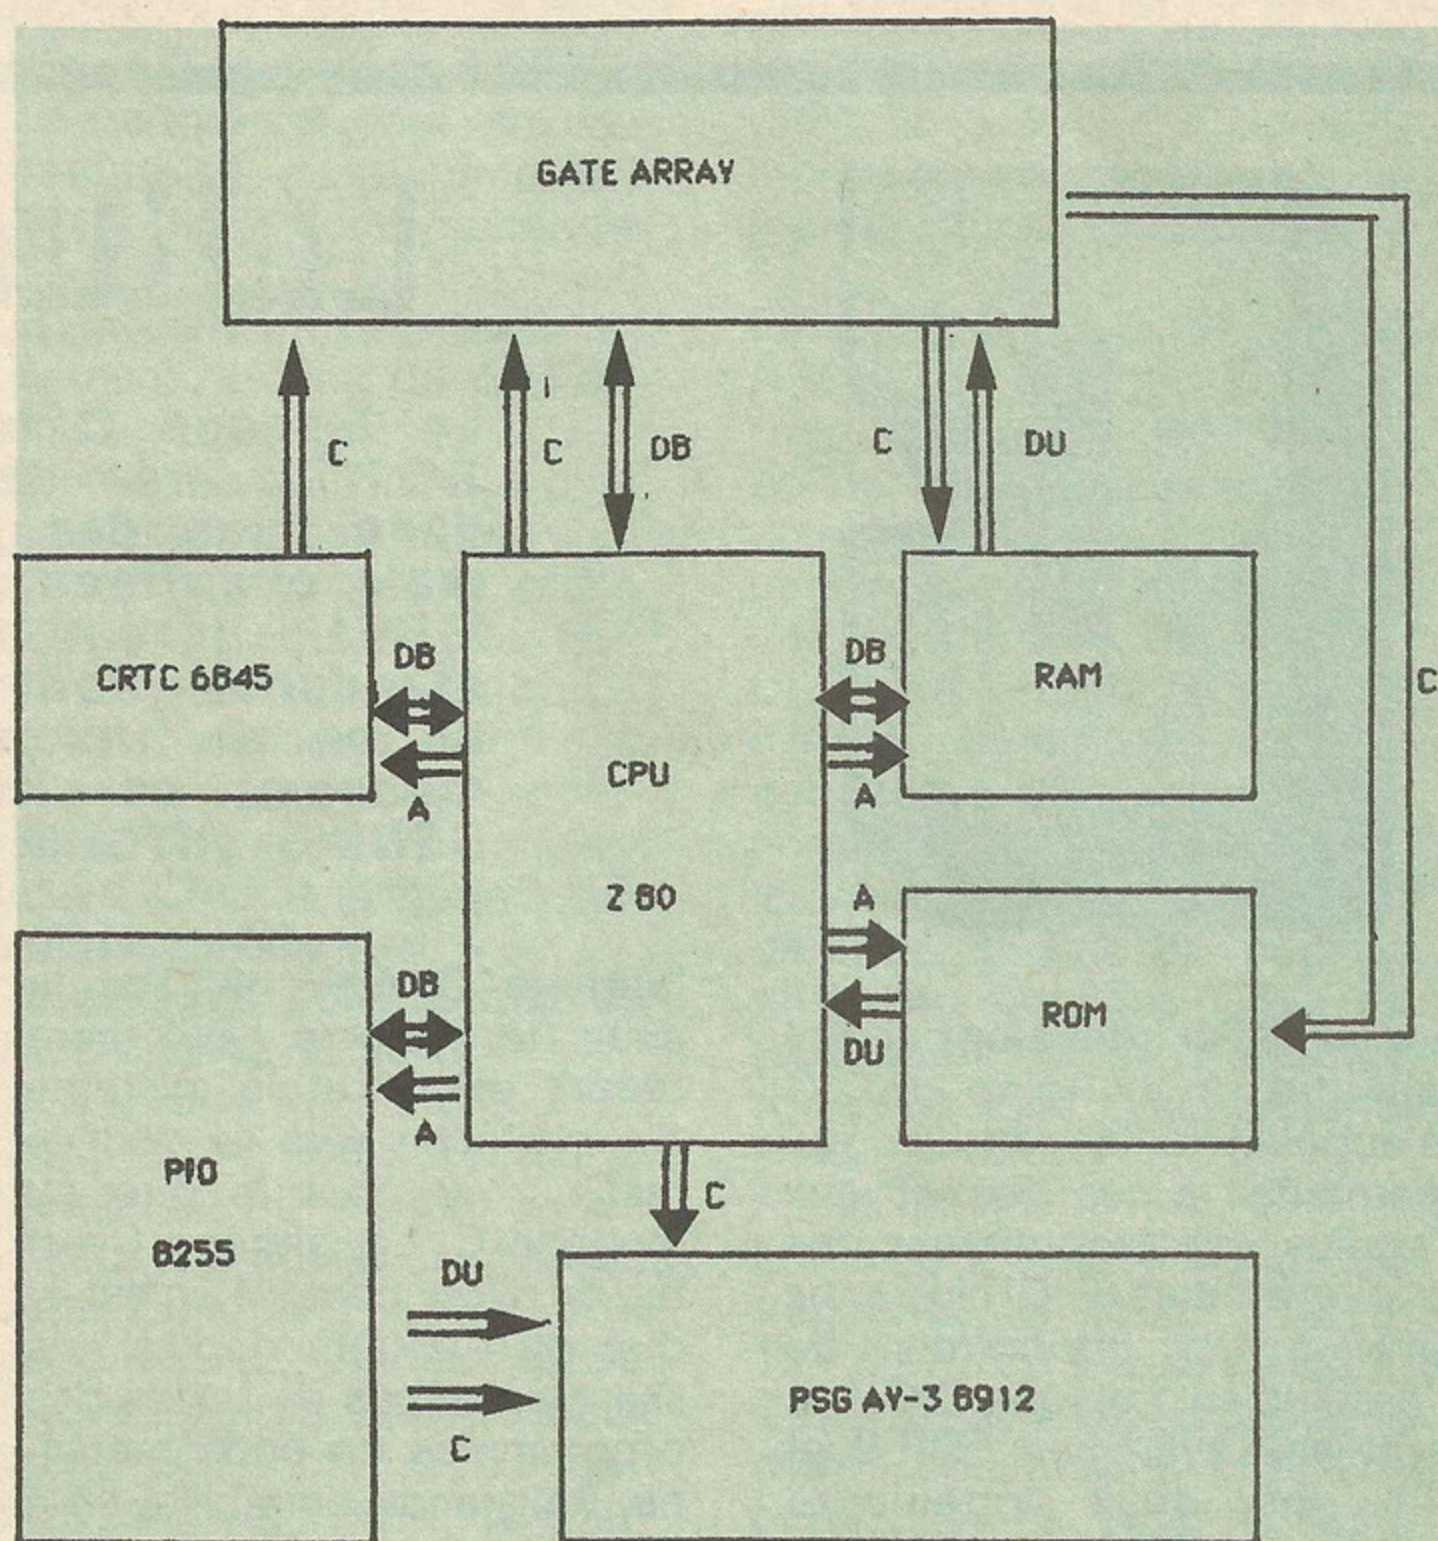 GATE ARRAY
C
C
DB
C
DU
CRTC 6845
DB
A
CPU
Z 80
DB
A
RAM
C
A
DU
ROM
DB
A
PIO
8255
C
DU
C
PSG AY-3 8912